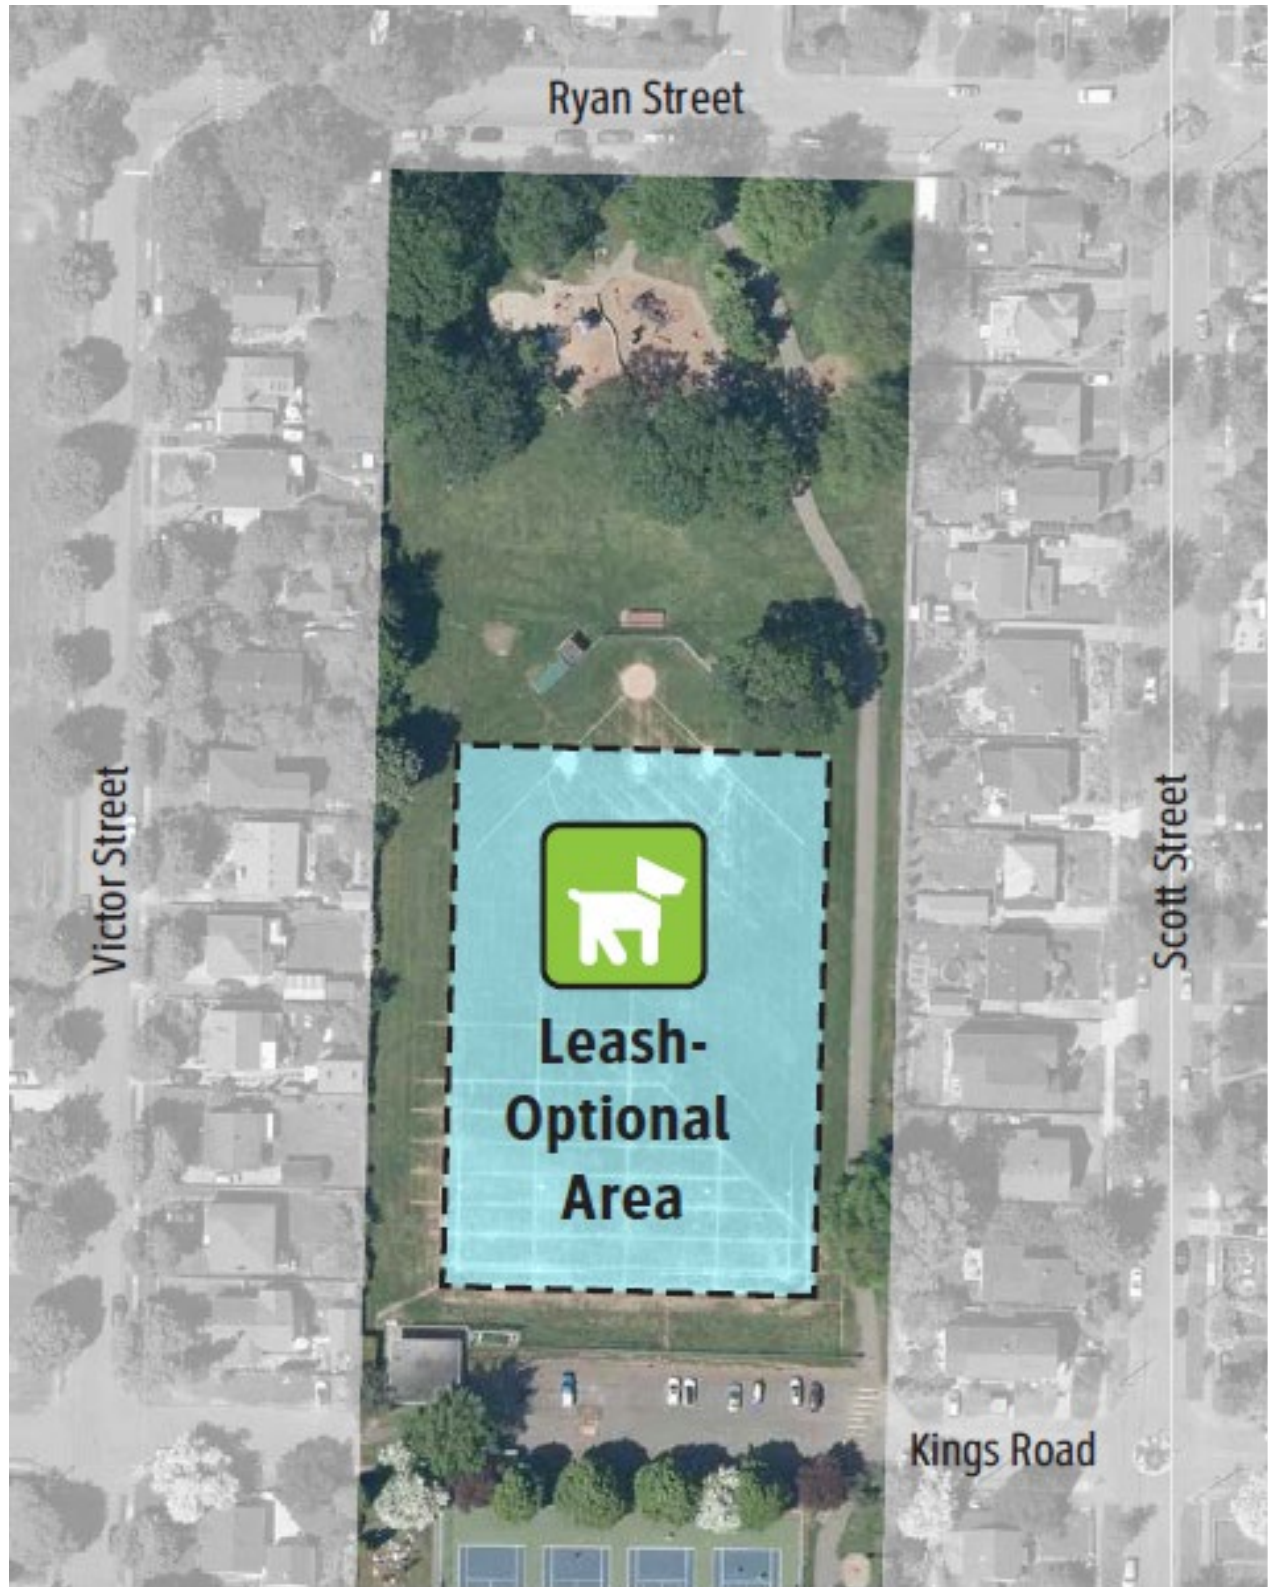 Ryan Street
Victor Street
Scott Street
Leash-
Optional
Area
Kings Road